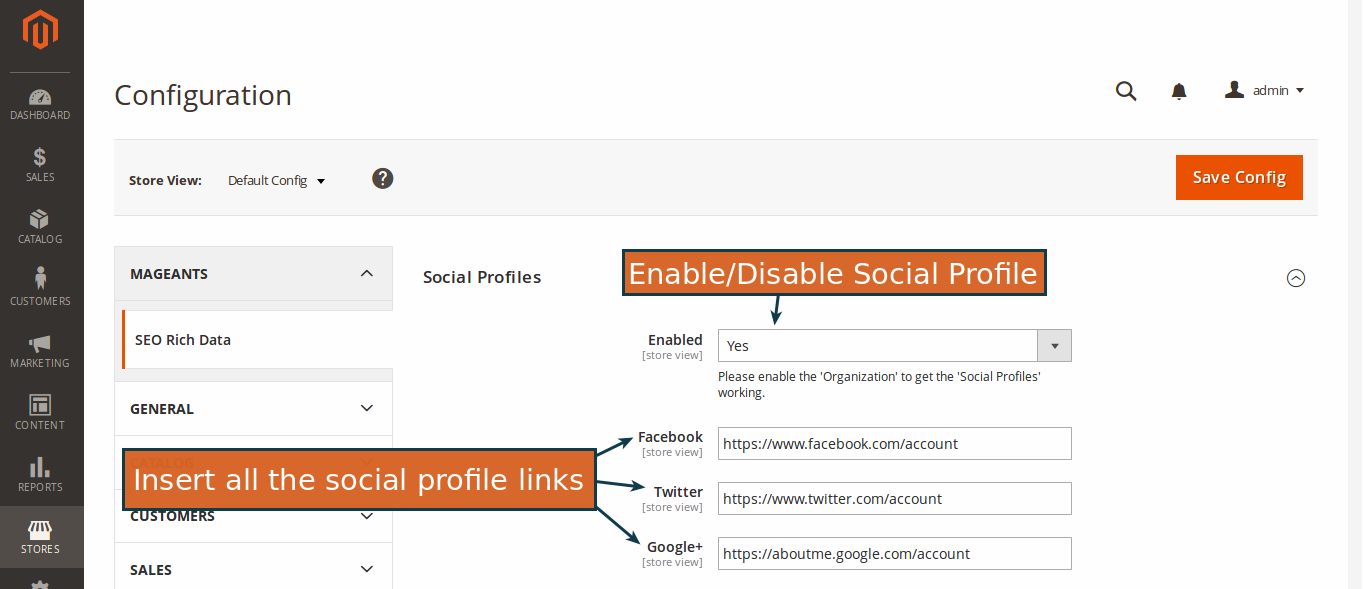 Configuration
admin
DASHBOARD
SALES
CATALOG
CUSTOMERS
MARKETING
CONTENT
REPORTS
STORES
Store View: Default Config ?
Save Config
MAGEANTS
SEO Rich Data
GENERAL
CATALOG
CUSTOMERS
SALES
Insert all the social profile links
Social Profiles
Enable/Disable Social Profile
Enabled Yes
[store view]
Please enable the 'Organization' to get the 'Social Profiles'
working.
Facebook https://www.facebook.com/account
[store view]
Twitter https://www.twitter.com/account
[store view]
Google+ https://aboutme.google.com/account
[store view]